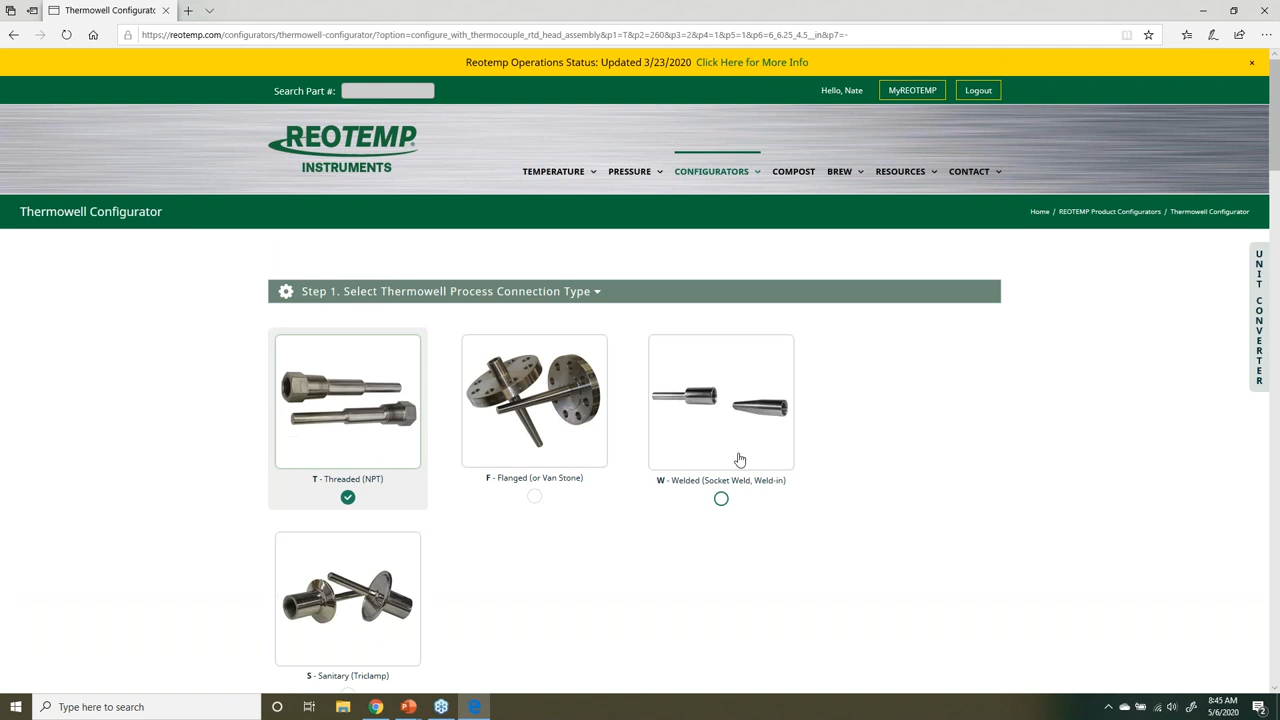 Thermowell Configurato
https://reotemp.com/configurators/thermowell-configurator/?option=configure_with_thermocouple_rtd_head_assembly&p1=T&p2=260&p3=2&p4=1&p5=1&p6=6_6.25_4.5__in&p7=-
Reotemp Operations Status: Updated 3/23/2020 Click Here for More Info ×
Search Part #:
Hello, Nate MyREOTEMP Logout
REOTEMP
INSTRUMENTS
TEMPERATURE PRESSURE CONFIGURATORS COMPOST BREW RESOURCES CONTACT
Thermowell Configurator
Home / REOTEMP Product Configurators / Thermowell Configurator
UNIT CONVERTER
Step 1. Select Thermowell Process Connection Type
T - Threaded (NPT)
F - Flanged (or Van Stone)
W - Welded (Socket Weld, Weld-in)
S - Sanitary (Triclamp)
Type here to search
8:45 AM
5/6/2020
2